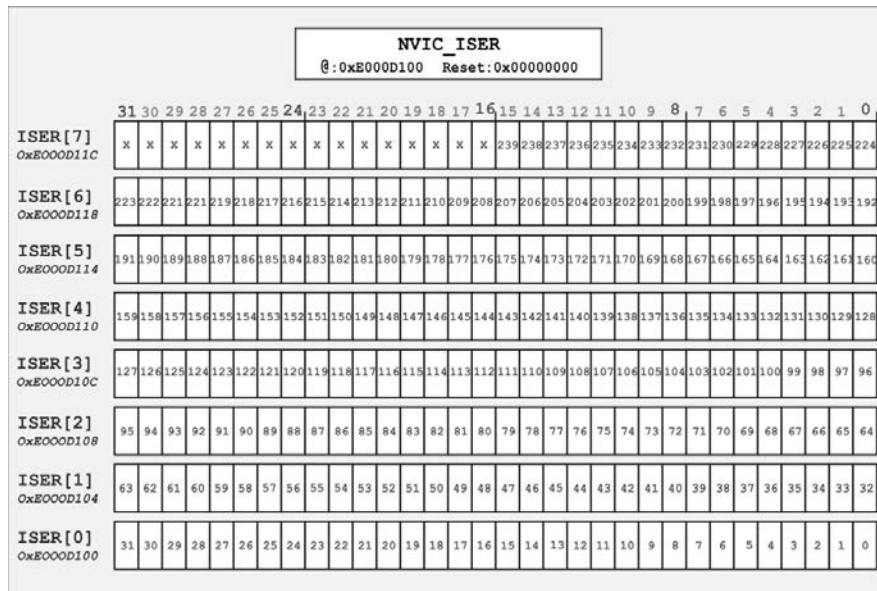 NVIC_ISER
@:0xE000D100 Reset:0x00000000
31 30 29 28 27 26 25 24 23 22 21 20 19 18 17 16 15 14 13 12 11 10 9 8 7 6 5 4 3 2 1 0
ISER[7]
0xE000D11C
x x x x x x x x x x x x x x x x 239 238 237 236 235 234 233 232 231 230 229 228 227 226 225 224
ISER[6]
0xE000D118
223 222 221 221 219 218 217 216 215 214 213 212 211 210 209 208 207 206 205 204 203 202 201 200 199 198 197 196 195 194 193 192
ISER[5]
0xE000D114
191 190 189 188 187 186 185 184 183 182 181 180 179 178 177 176 175 174 173 172 171 170 169 168 167 166 165 164 163 162 161 160
ISER[4]
0xE000D110
159 158 157 156 155 154 153 152 151 150 149 148 147 146 145 144 143 142 141 140 139 138 137 136 135 134 133 132 131 130 129 128
ISER[3]
0xE000D10C
127 126 125 124 123 122 121 120 119 118 117 116 115 114 113 112 111 110 109 108 107 106 105 104 103 102 101 100 99 98 97 96
ISER[2]
0xE000D108
95 94 93 92 91 90 89 88 87 86 85 84 83 82 81 80 79 78 77 76 75 74 73 72 71 70 69 68 67 66 65 64
ISER[1]
0xE000D104
63 62 61 60 59 58 57 56 55 54 53 52 51 50 49 48 47 46 45 44 43 42 41 40 39 38 37 36 35 34 33 32
ISER[0]
0xE000D100
31 30 29 28 27 26 25 24 23 22 21 20 19 18 17 16 15 14 13 12 11 10 9 8 7 6 5 4 3 2 1 0